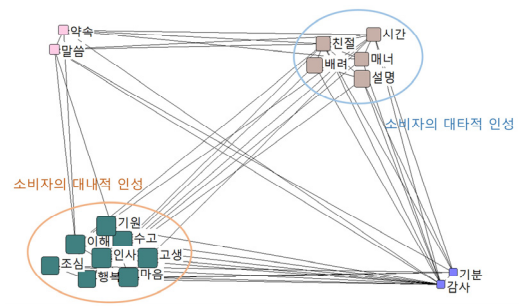 약속
말씀
친절
시간
배려
매너
설명
소비자의 대타적 인성
소비자의 대내적 인성
기원
이해
수고
인사
고생
조심
행복
마음
기분
감사